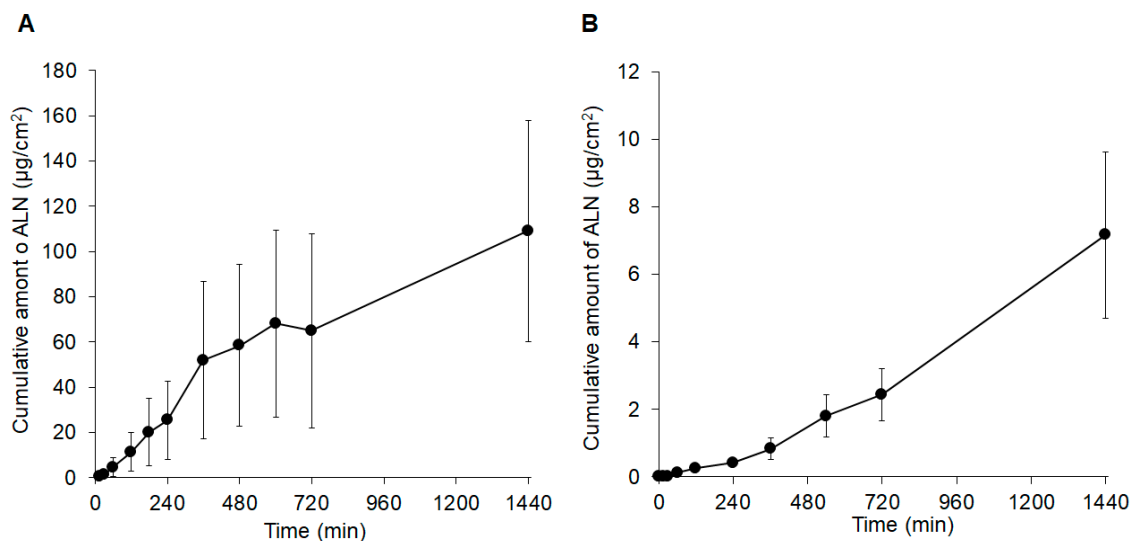 A
Cumulative amont o ALN (µg/cm²)
180
160
140
120
100
80
60
40
20
0
0 240 480 720 960 1200 1440
Time (min)
B
Cumulative amount of ALN (µg/cm²)
12
10
8
6
4
2
0
0 240 480 720 960 1200 1440
Time (min)